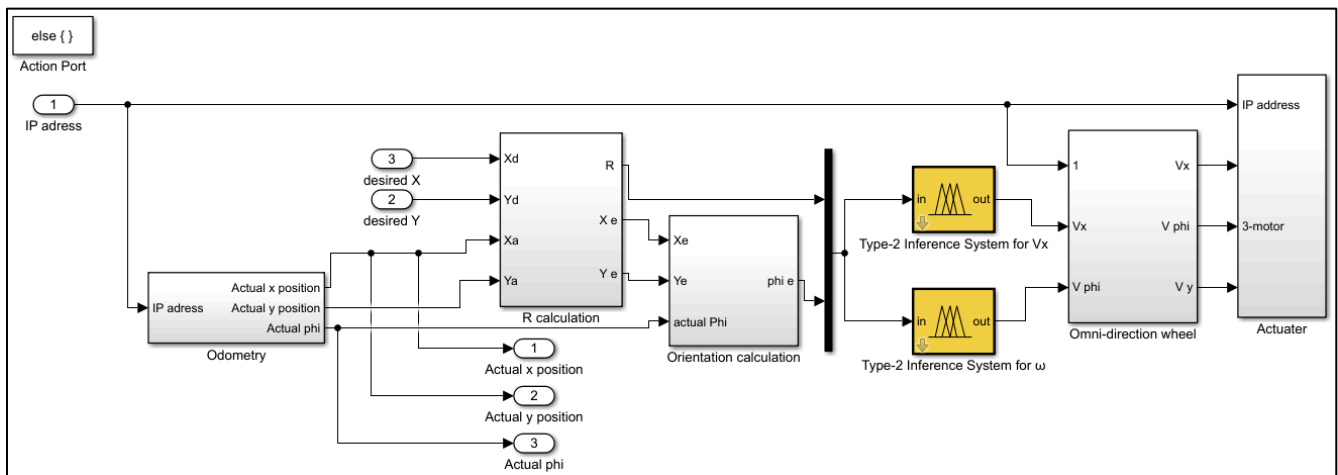 else { }
Action Port
1
IP adress
3
desired X
2
desired Y
IP adress
Actual x position
Actual y position
Actual phi
Odometry
Xd
Yd
Xa
Ya
R
X e
Y e
R calculation
Xe
Ye
actual Phi
phi e
Orientation calculation
1
Actual x position
2
Actual y position
3
Actual phi
in
out
Type-2 Inference System for Vx
in
out
Type-2 Inference System for ω
1
Vx
V phi
Vx
V phi
V y
Omni-direction wheel
IP address
3-motor
Actuater